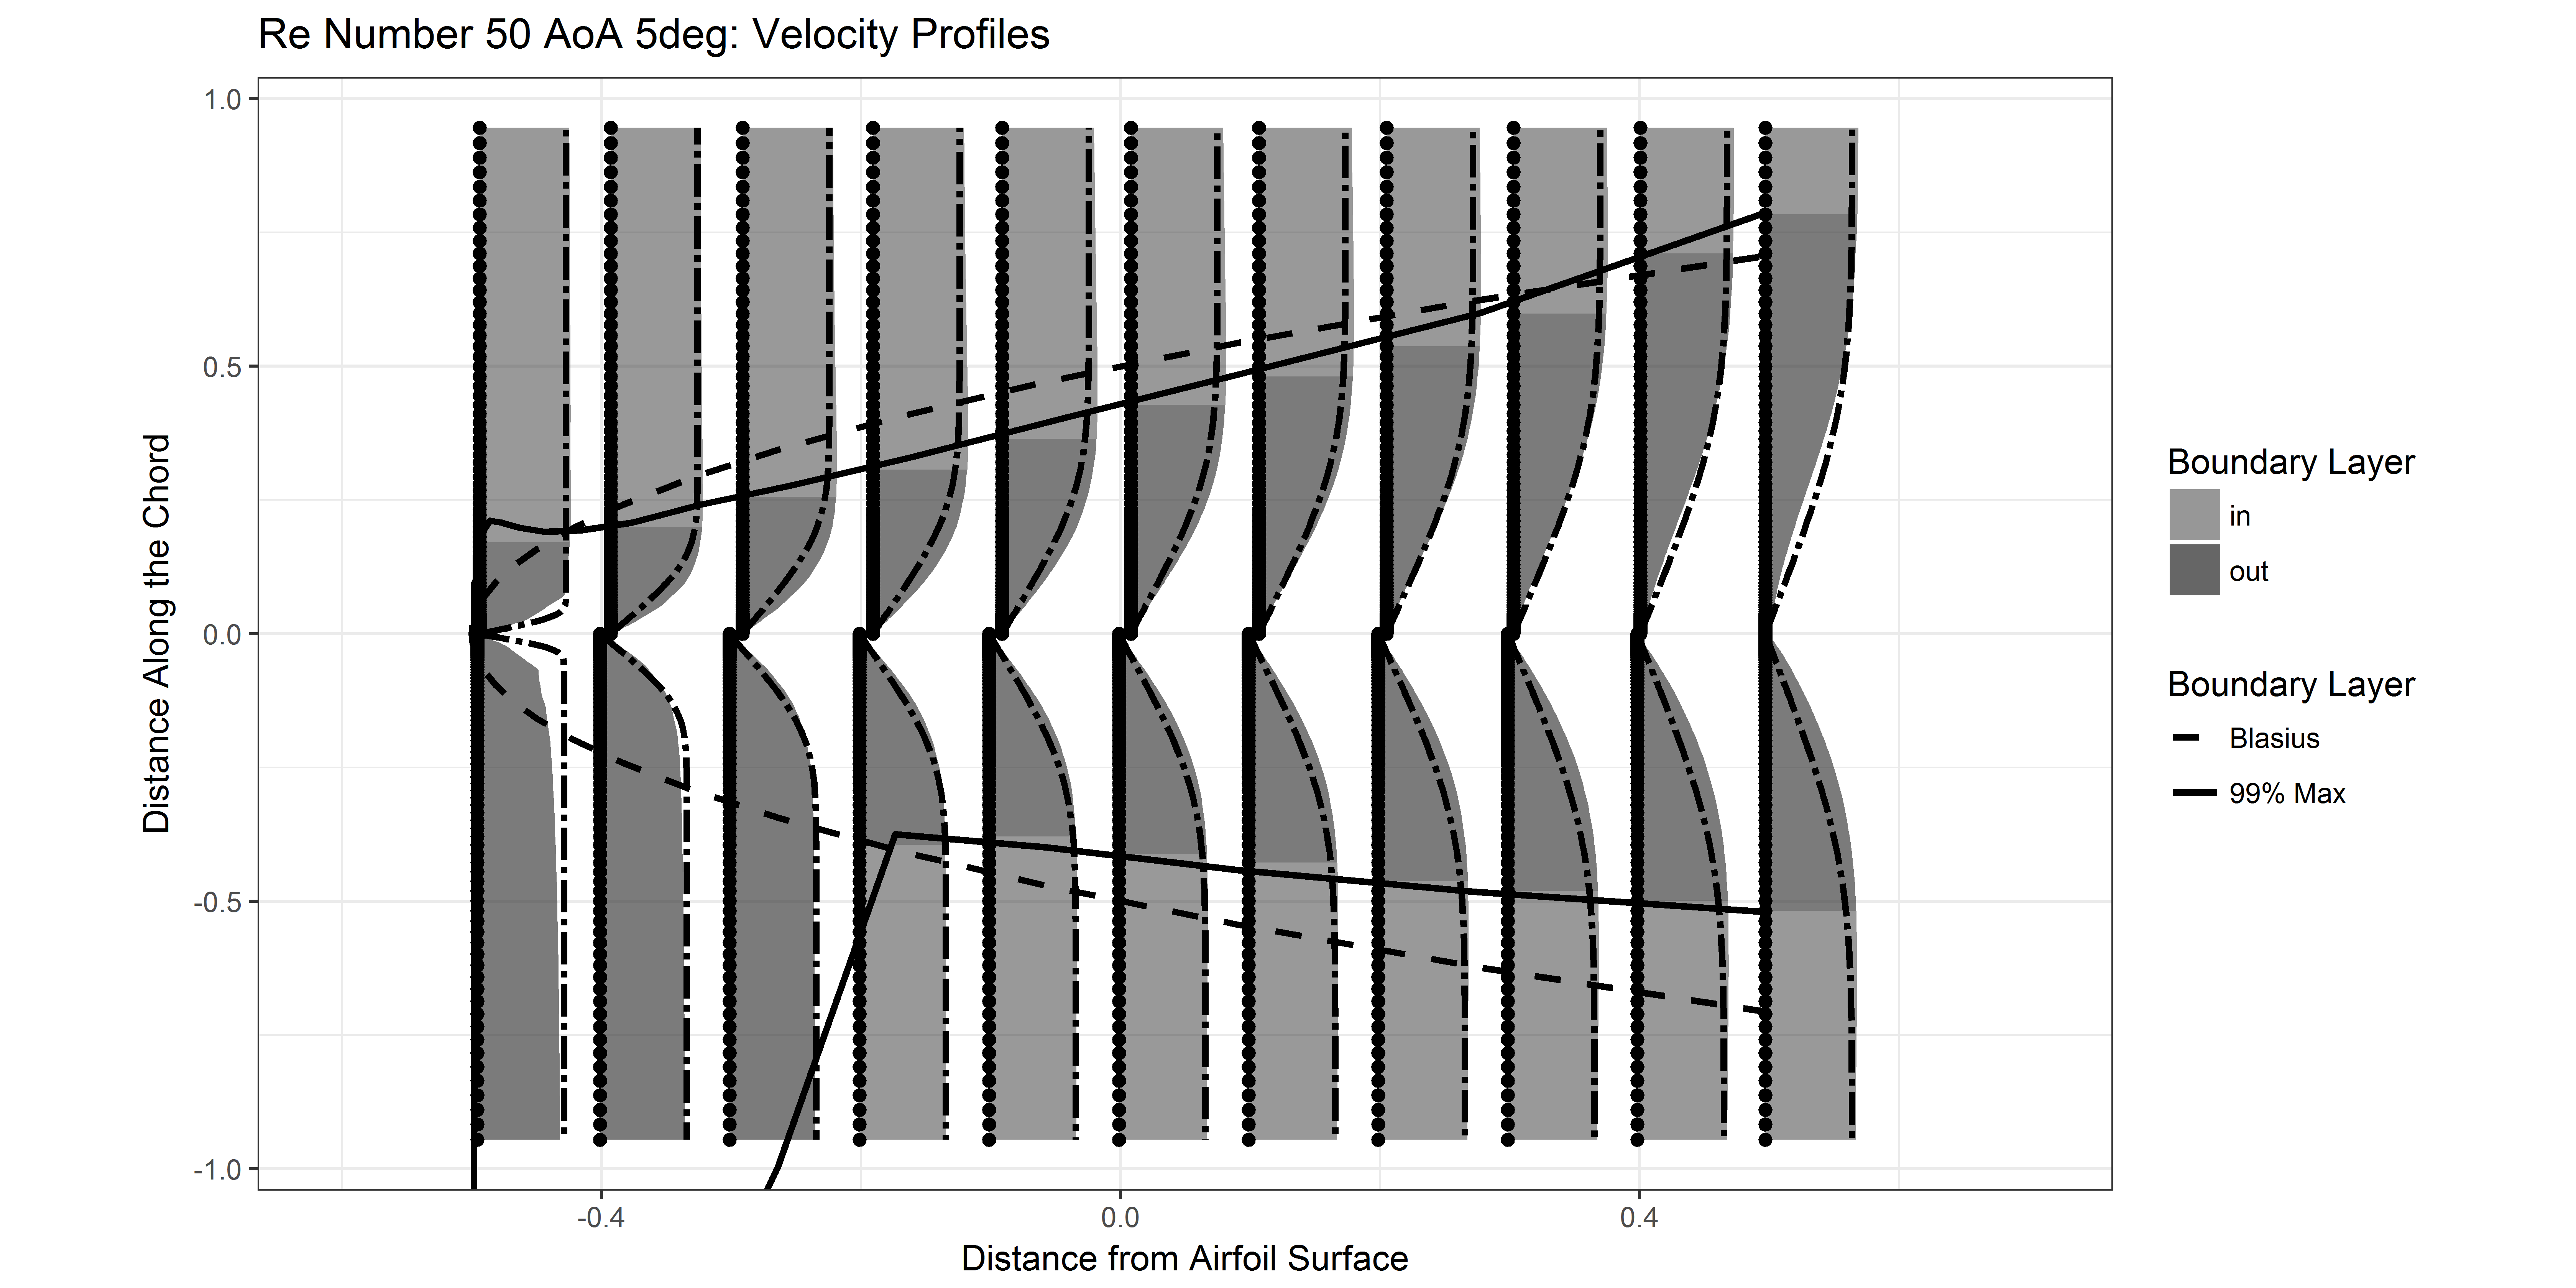 Re Number 50 AoA 5deg: Velocity Profiles
1.0
0.5
0.0
-0.5
-1.0
Distance Along the Chord
-0.4
0.0
0.4
Distance from Airfoil Surface
Boundary Layer
in
out
Boundary Layer
Blasius
99% Max